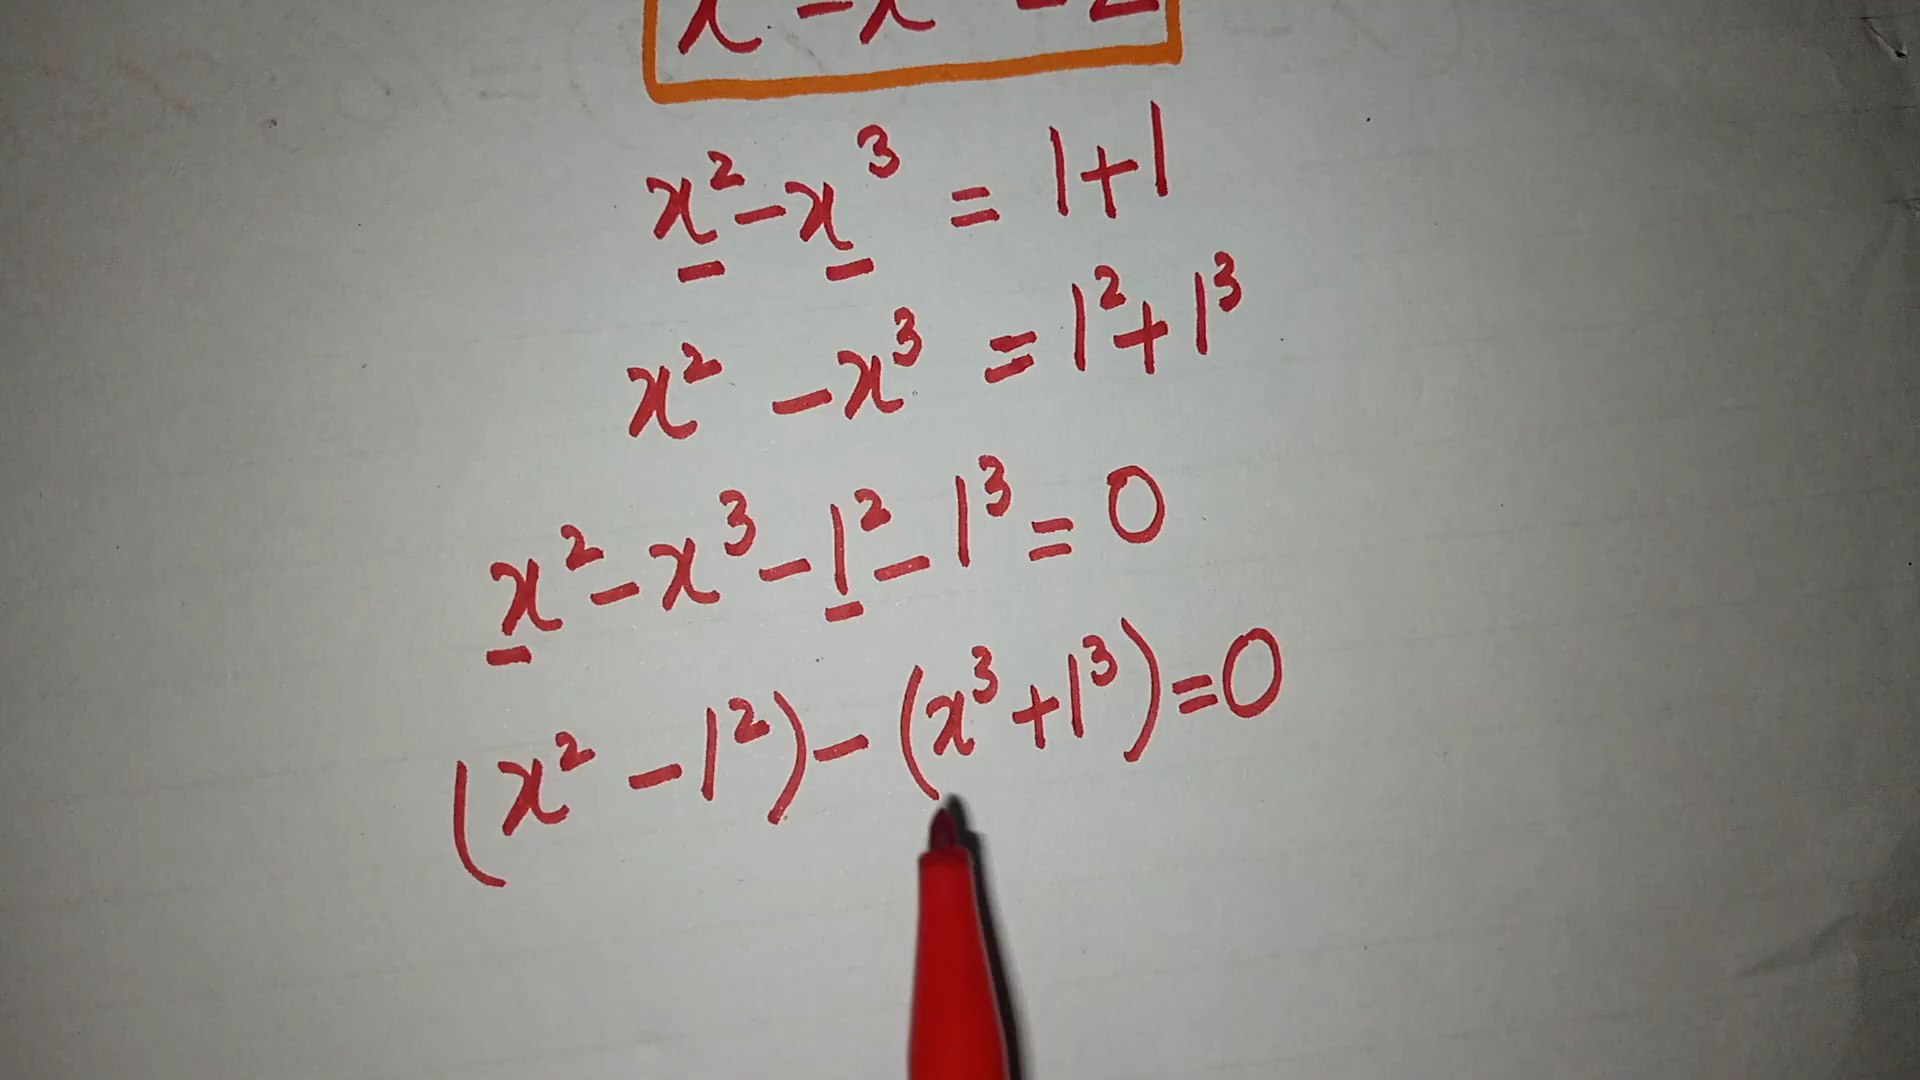 x² - x³ = 1+1
x² - x³ = 1² + 1³
x² - x³ - 1² - 1³ = 0
(x² - 1²) - (x³ + 1³) = 0